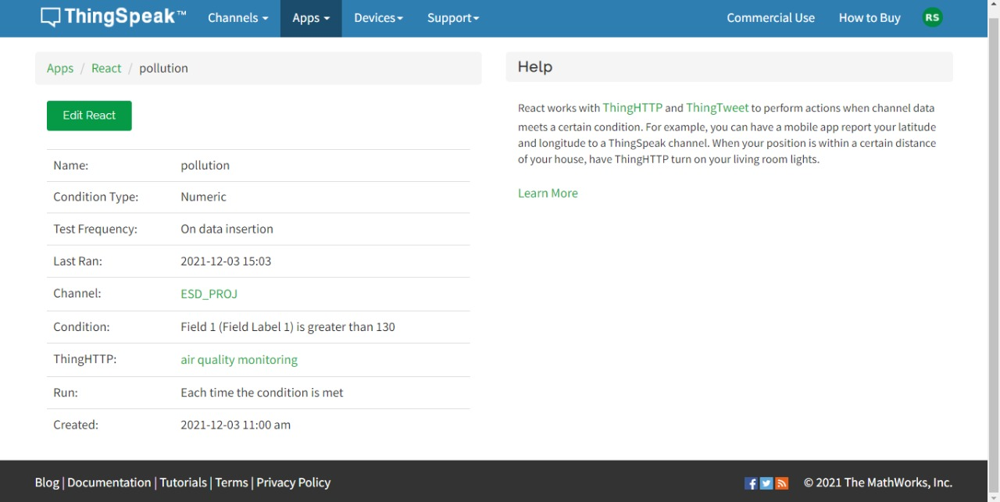 ThingSpeak™ Channels Apps Devices Support Commercial Use How to Buy RS
Apps / React / pollution
Edit React
Name: pollution
Condition Type: Numeric
Test Frequency: On data insertion
Last Ran: 2021-12-03 15:03
Channel: ESD_PROJ
Condition: Field 1 (Field Label 1) is greater than 130
ThingHTTP: air quality monitoring
Run: Each time the condition is met
Created: 2021-12-03 11:00 am
Help
React works with ThingHTTP and ThingTweet to perform actions when channel data
meets a certain condition. For example, you can have a mobile app report your latitude
and longitude to a ThingSpeak channel. When your position is within a certain distance
of your house, have ThingHTTP turn on your living room lights.
Learn More
Blog | Documentation | Tutorials | Terms | Privacy Policy © 2021 The MathWorks, Inc.